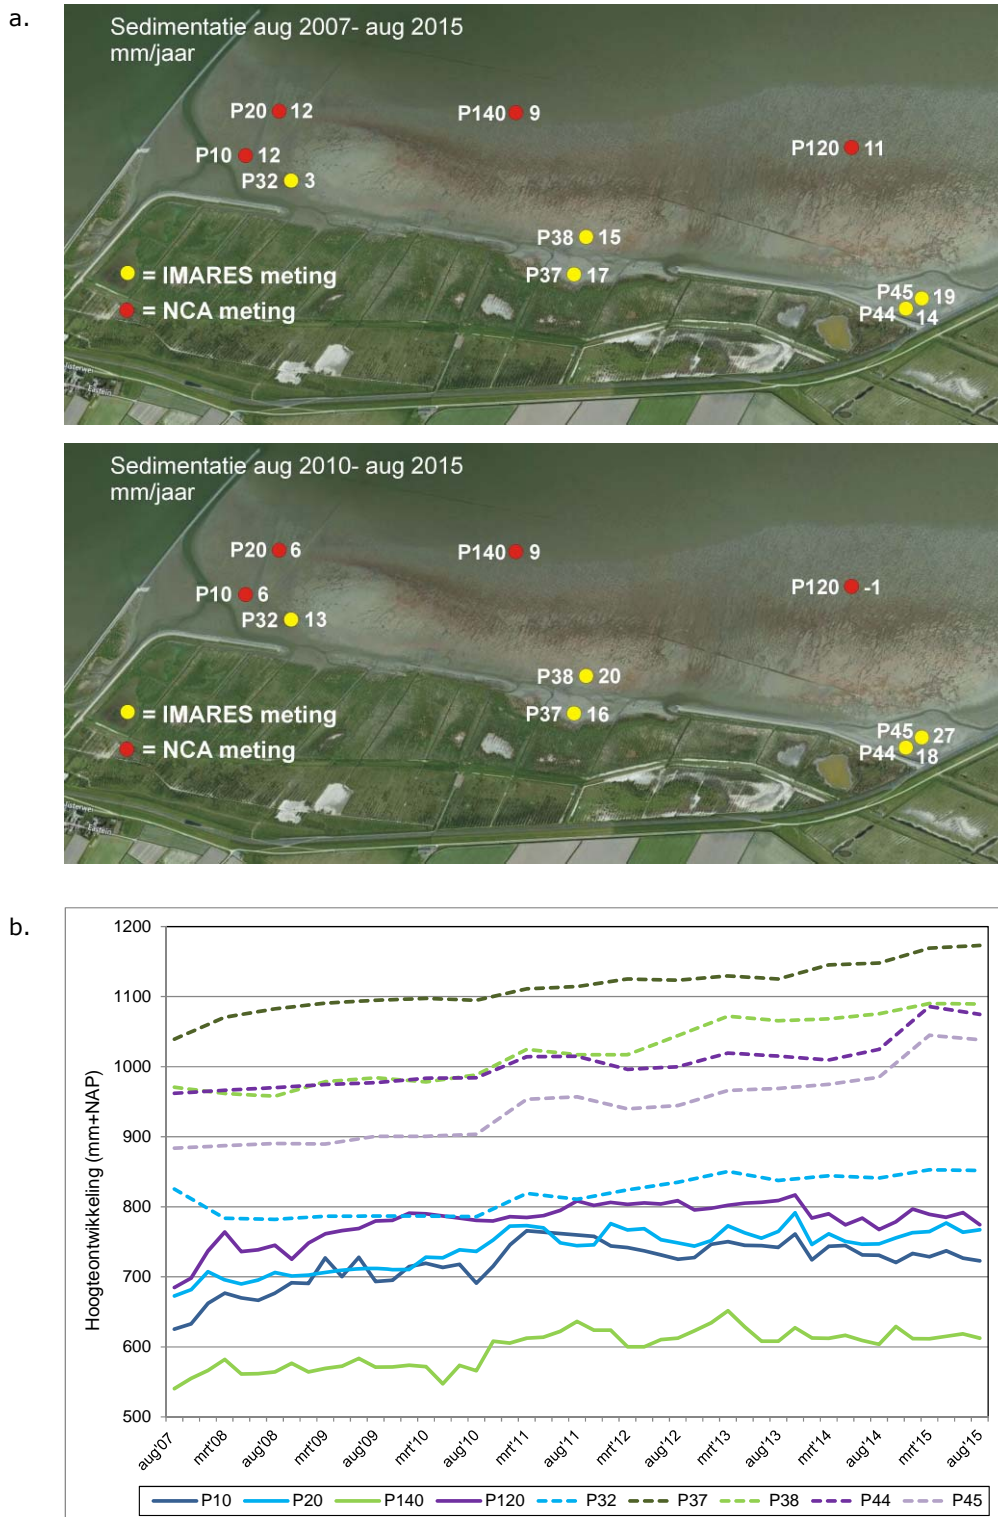 a.
Sedimentatie aug 2007- aug 2015
mm/jaar
P20 12
P140 9
P120 11
P10 12
P32 3
P38 15
P37 17
P45 19
P44 14
= IMARES meting
= NCA meting
Sedimentatie aug 2010- aug 2015
mm/jaar
P20 6
P140 9
P120 -1
P10 6
P32 13
P38 20
P37 16
P45 27
P44 18
= IMARES meting
= NCA meting
b.
Hoogteontwikkeling (mm+NAP)
1200
1100
1000
900
800
700
600
500
aug'07 mrt'08 aug'08 mrt'09 aug'09 mrt'10 aug'10 mrt'11 aug'11 mrt'12 aug'12 mrt'13 aug'13 mrt'14 aug'14 mrt'15 aug'15
P10 P20 P140 P120 P32 P37 P38 P44 P45